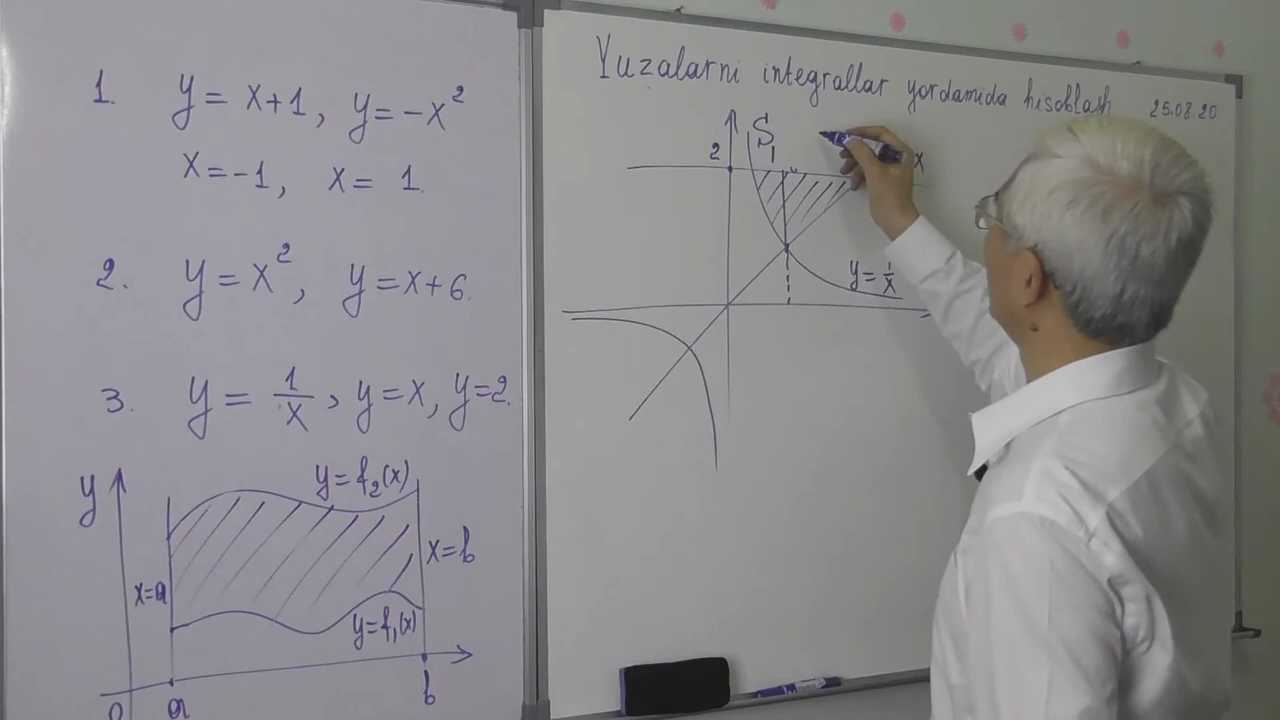 1. y = x+1, y = -x²
x = -1, x = 1.
2. y = x², y = x+6.
3. y = 1/x, y = x, y = 2.
y
y = f₂(x)
x=a
x=b
y=f₁(x)
0 a b
Yuzalarni integrallar yordamida hisoblash 25.08.20
S₁
2
x
y = 1/x